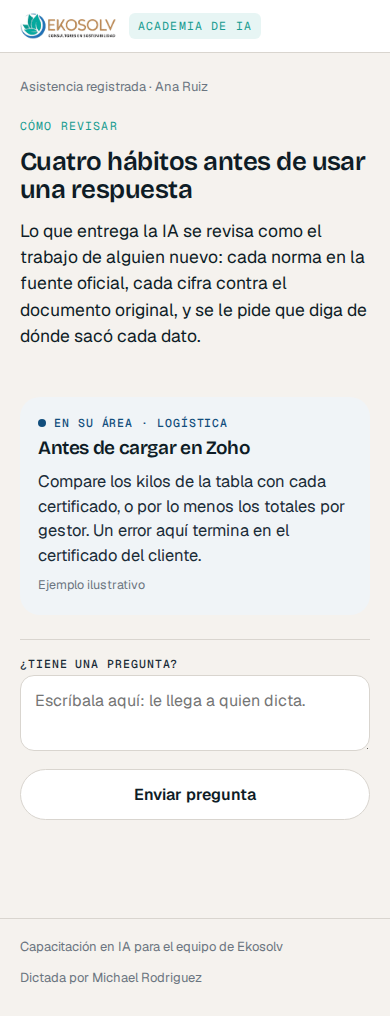 EKOSOLV
ACADEMIA DE IA
Asistencia registrada · Ana Ruiz
CÓMO REVISAR
Cuatro hábitos antes de usar
una respuesta
Lo que entrega la IA se revisa como el
trabajo de alguien nuevo: cada norma en la
fuente oficial, cada cifra contra el
documento original, y se le pide que diga de
dónde sacó cada dato.
EN SU ÁREA · LOGÍSTICA
Antes de cargar en Zoho
Compare los kilos de la tabla con cada
certificado, o por lo menos los totales por
gestor. Un error aquí termina en el
certificado del cliente.
Ejemplo ilustrativo
¿TIENE UNA PREGUNTA?
Escríbala aquí: le llega a quien dicta.
Enviar pregunta
Capacitación en IA para el equipo de Ekosolv
Dictada por Michael Rodriguez